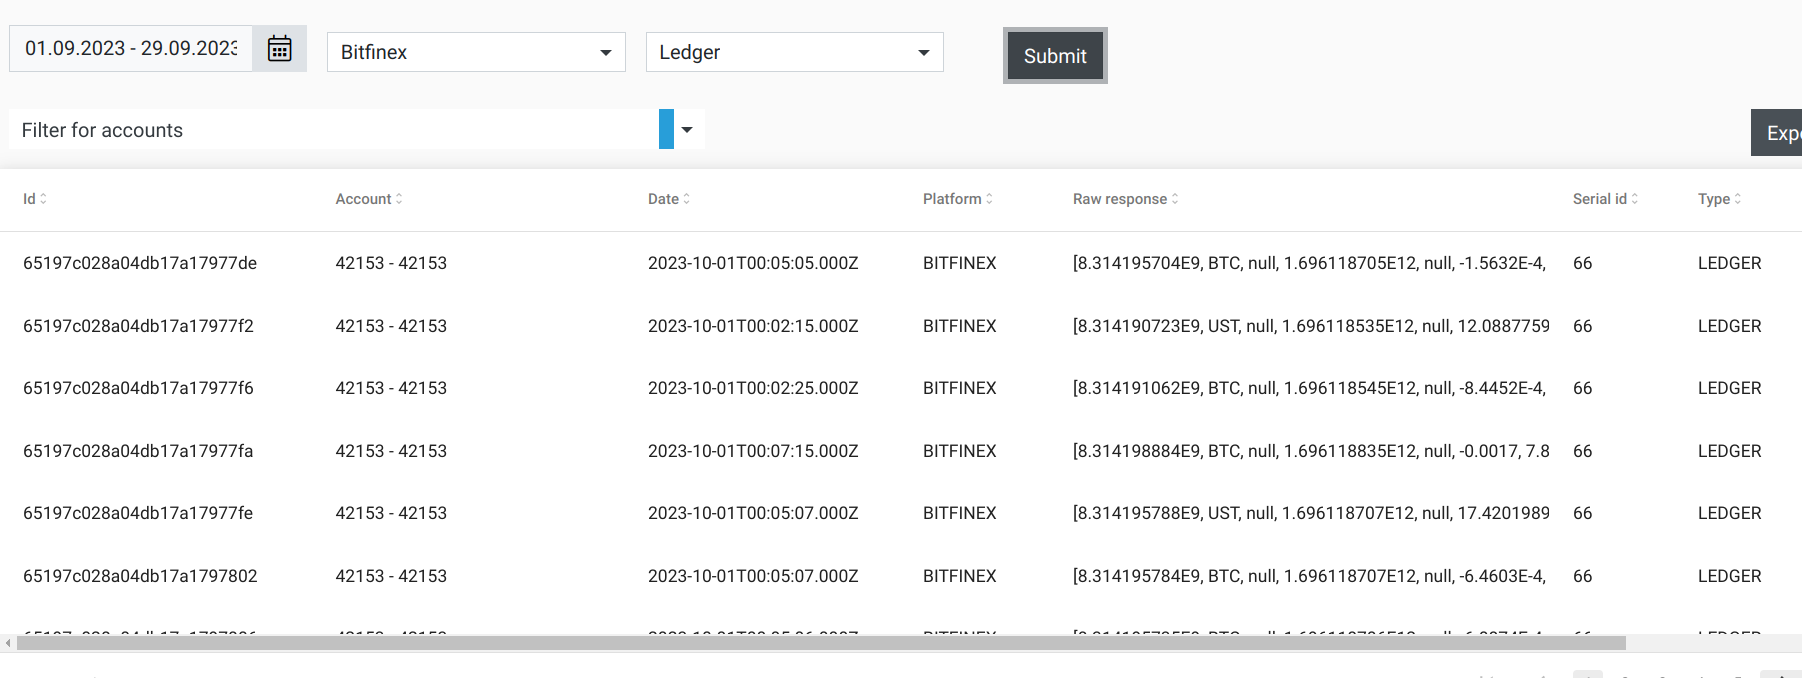 01.09.2023 - 29.09.2023
Bitfinex
Ledger
Submit
Filter for accounts
Expo
Id Account Date Platform Raw response Serial id Type
65197c028a04db17a17977de 42153 - 42153 2023-10-01T00:05:05.000Z BITFINEX [8.314195704E9, BTC, null, 1.696118705E12, null, -1.5632E-4, 66 LEDGER
65197c028a04db17a17977f2 42153 - 42153 2023-10-01T00:02:15.000Z BITFINEX [8.314190723E9, UST, null, 1.696118535E12, null, 12.0887759 66 LEDGER
65197c028a04db17a17977f6 42153 - 42153 2023-10-01T00:02:25.000Z BITFINEX [8.314191062E9, BTC, null, 1.696118545E12, null, -8.4452E-4, 66 LEDGER
65197c028a04db17a17977fa 42153 - 42153 2023-10-01T00:07:15.000Z BITFINEX [8.314198884E9, BTC, null, 1.696118835E12, null, -0.0017, 7.8 66 LEDGER
65197c028a04db17a17977fe 42153 - 42153 2023-10-01T00:05:07.000Z BITFINEX [8.314195788E9, UST, null, 1.696118707E12, null, 17.4201989 66 LEDGER
65197c028a04db17a1797802 42153 - 42153 2023-10-01T00:05:07.000Z BITFINEX [8.314195784E9, BTC, null, 1.696118707E12, null, -6.4603E-4, 66 LEDGER